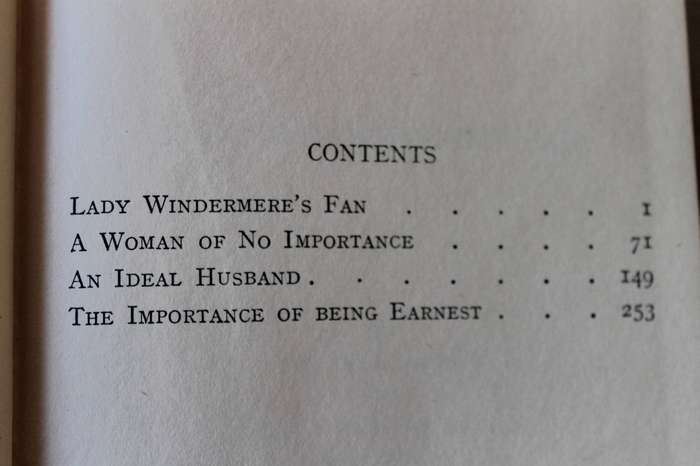 CONTENTS
LADY WINDERMERE'S FAN . . . . . 1
A WOMAN OF NO IMPORTANCE . . . . 71
AN IDEAL HUSBAND . . . . . . . 149
THE IMPORTANCE OF BEING EARNEST . . . 253